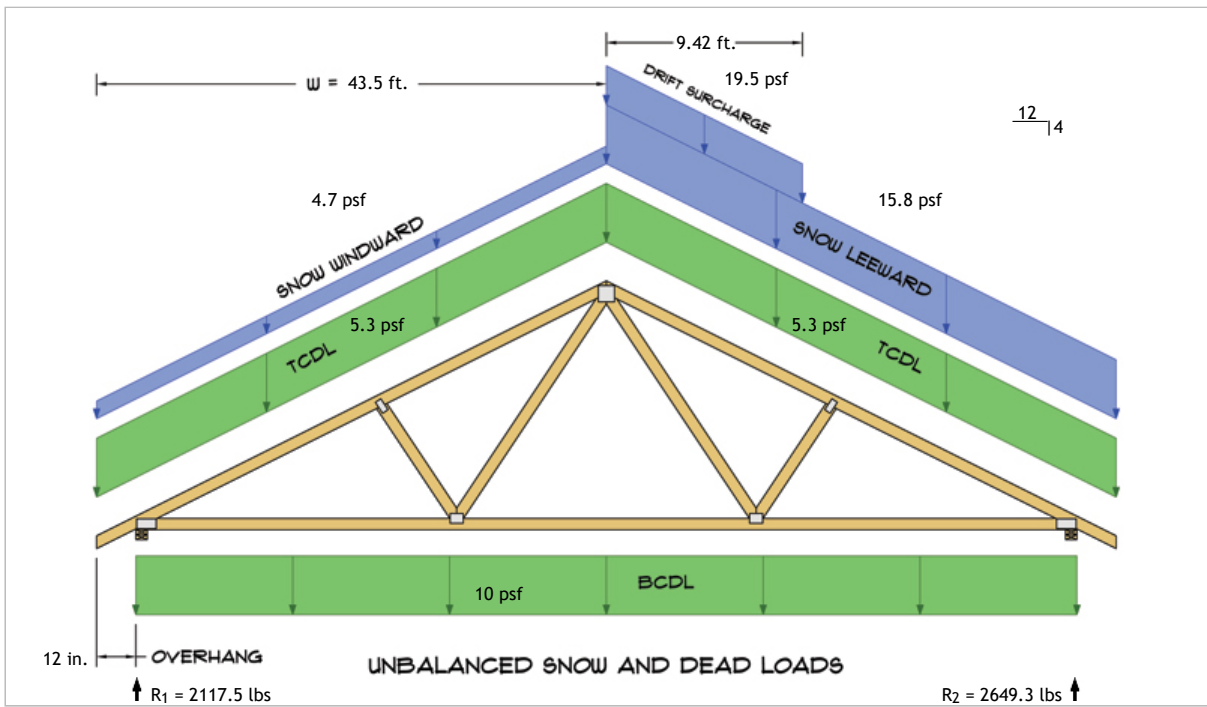 9.42 ft.
W = 43.5 ft.
DRIFT SURCHARGE
19.5 psf
12
4
4.7 psf
SNOW WINDWARD
15.8 psf
SNOW LEEWARD
5.3 psf
TCDL
5.3 psf
TCDL
10 psf
BCDL
12 in.
OVERHANG
UNBALANCED SNOW AND DEAD LOADS
R1 = 2117.5 lbs
R2 = 2649.3 lbs